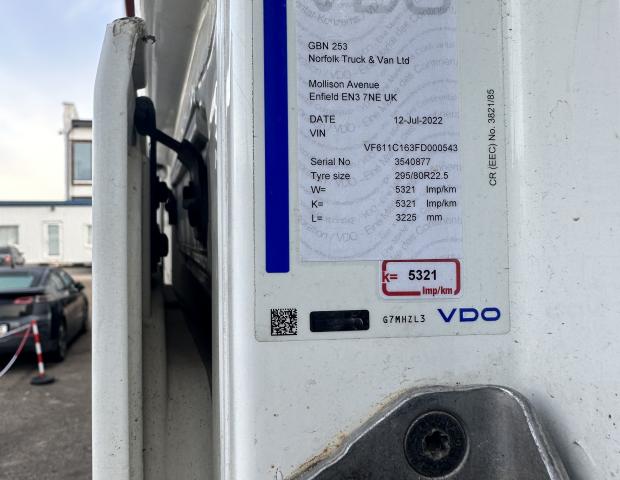 VDO
GBN 253
Norfolk Truck & Van Ltd
Mollison Avenue
Enfield EN3 7NE UK
DATE 12-Jul-2022
VIN
VF611C163FD000543
Serial No 3540877
Tyre size 295/80R22.5
W= 5321 Imp/km
K= 5321 Imp/km
L= 3225 mm
CR (EEC) No. 3821/85
K= 5321
Imp/km
G7MHZL3 VDO